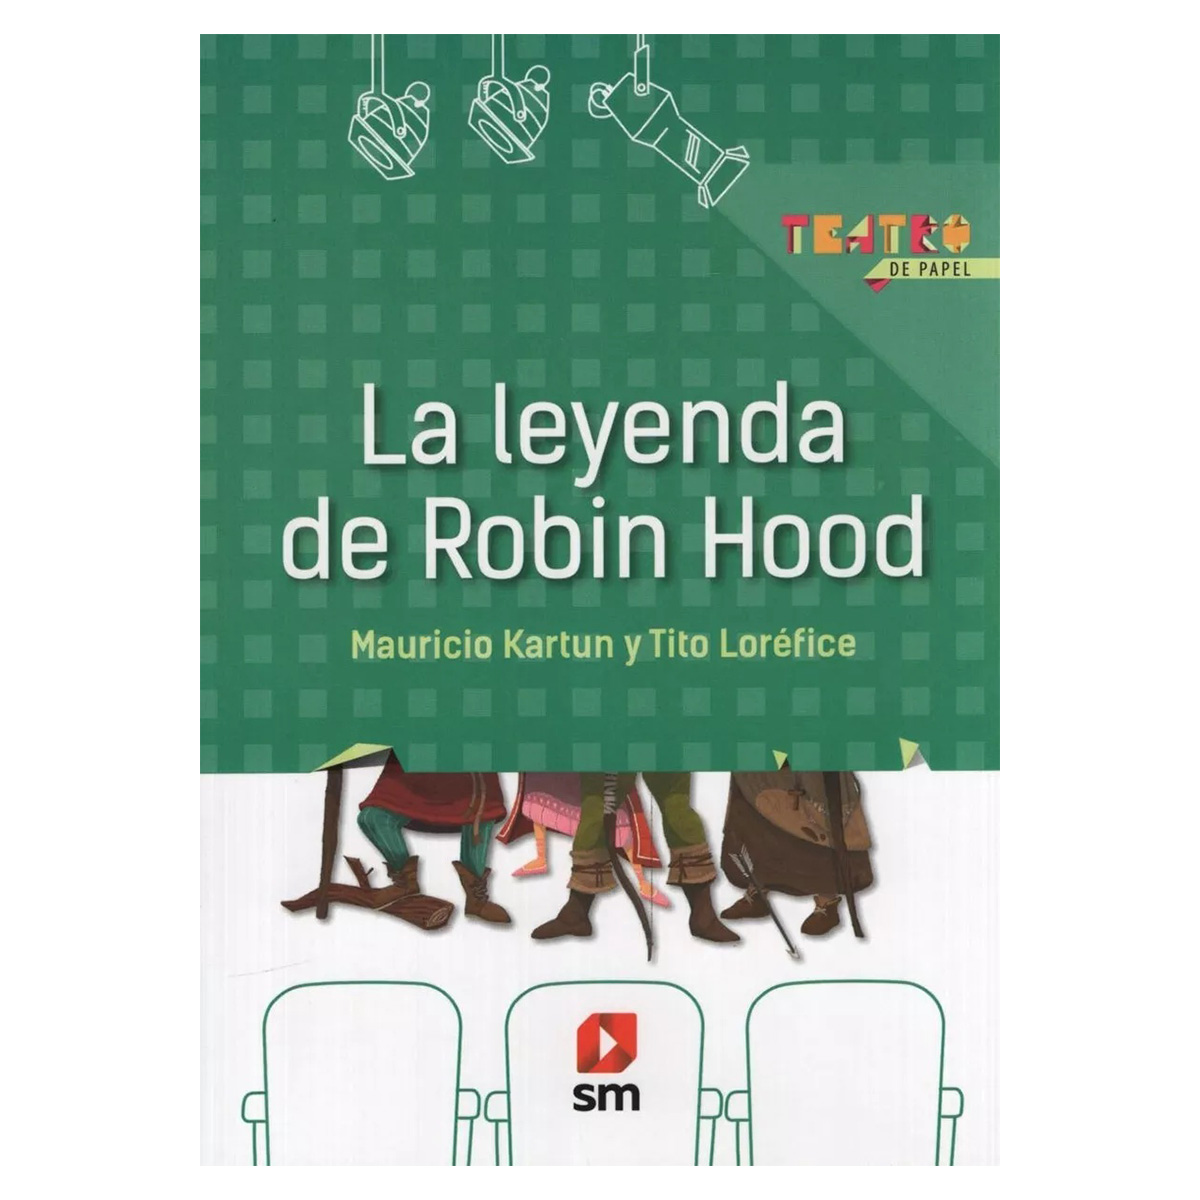 TEATRO
DE PAPEL
La leyenda
de Robin Hood
Mauricio Kartun y Tito Loréfice
sm